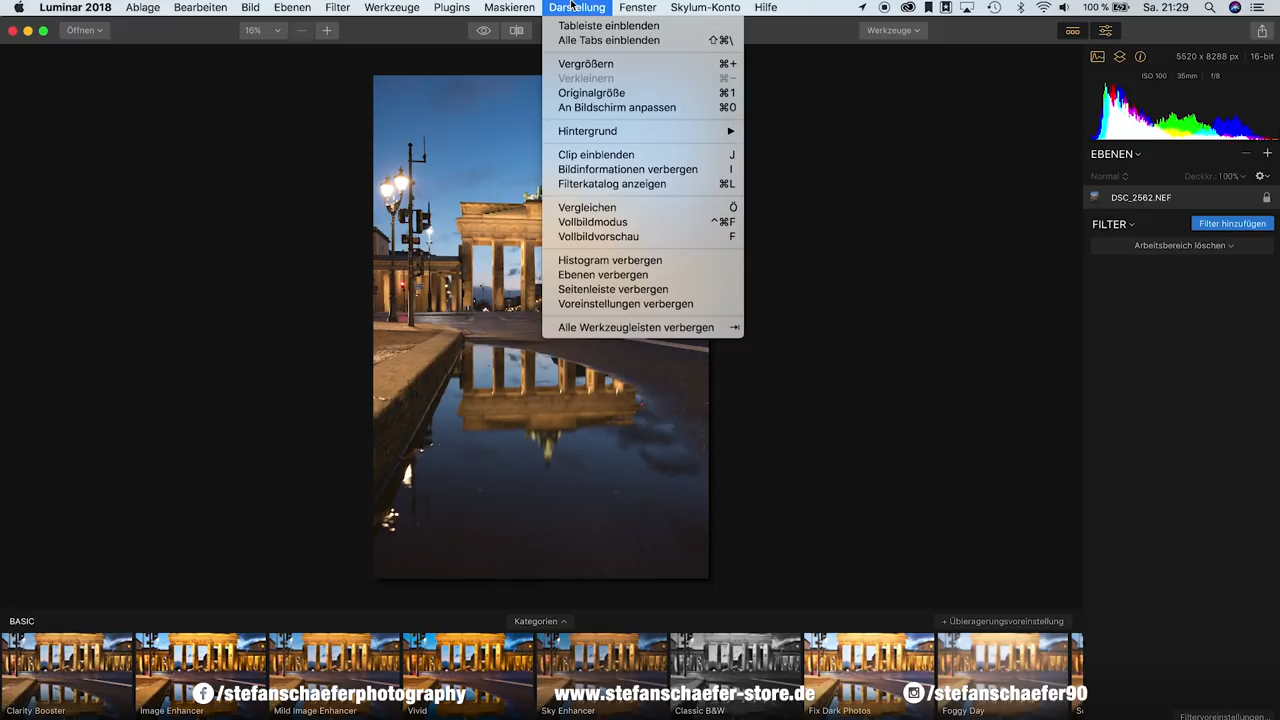 Luminar 2018 Ablage Bearbeiten Bild Ebenen Filter Werkzeuge Plugins Maskieren Darstellung Fenster Skylum-Konto Hilfe 100 % Sa. 21:29
Öffnen 16% Werkzeuge
Tableiste einblenden
Alle Tabs einblenden ⇧⌘\
Vergrößern ⌘+
Verkleinern ⌘−
Originalgröße ⌘1
An Bildschirm anpassen ⌘0
Hintergrund ▶
Clip einblenden J
Bildinformationen verbergen I
Filterkatalog anzeigen ⌘L
Vergleichen Ö
Vollbildmodus ^⌘F
Vollbildvorschau F
Histogram verbergen
Ebenen verbergen
Seitenleiste verbergen
Voreinstellungen verbergen
Alle Werkzeugleisten verbergen ⇥
5520 x 8288 px 16-bit
ISO 100 35mm f/8
EBENEN
Normal Deckkr.: 100%
DSC_2562.NEF
FILTER Filter hinzufügen
Arbeitsbereich löschen
BASIC Kategorien + Überlagerungsvoreinstellung
/stefanschaeferphotography www.stefanschaefer-store.de /stefanschaefer90
Clarity Booster Image Enhancer Mild Image Enhancer Vivid Sky Enhancer Classic B&W Fix Dark Photos Foggy Day
Filtervoreinstellungen...